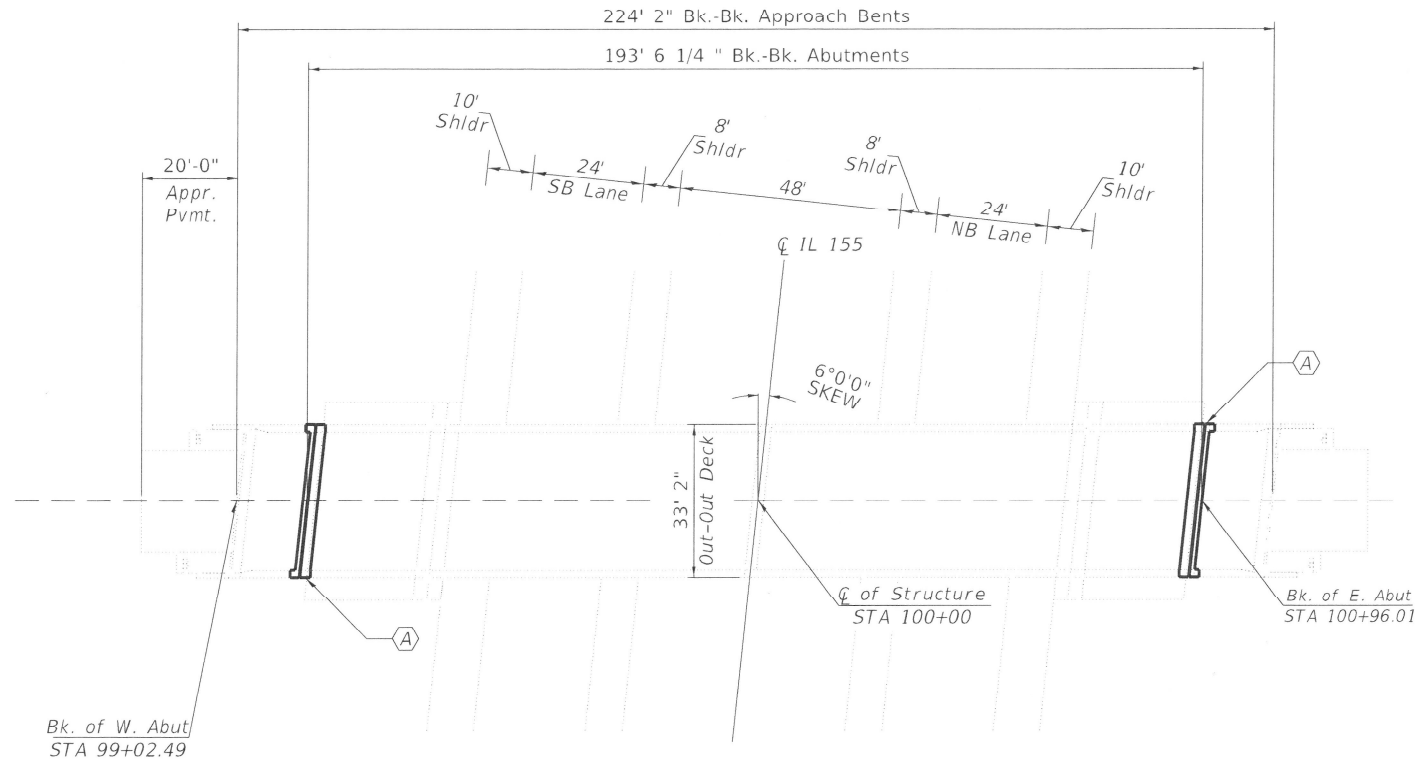 224' 2" Bk.-Bk. Approach Bents
193' 6 1/4 " Bk.-Bk. Abutments
10'
Shldr
24'
SB Lane
8'
Shldr
48'
8'
Shldr
24'
NB Lane
10'
Shldr
20'-0"
Appr.
Pvmt.
℄ IL 155
6°0'0"
SKEW
A
33' 2"
Out-Out Deck
℄ of Structure
STA 100+00
Bk. of E. Abut
STA 100+96.01
A
Bk. of W. Abut
STA 99+02.49